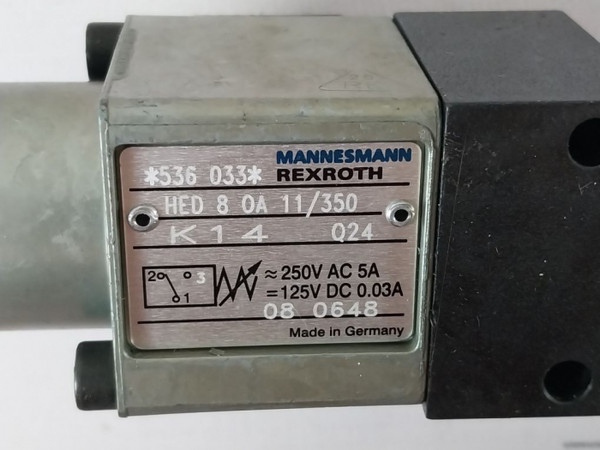 MANNESMANN
*536 033* REXROTH
HED 8 OA 11/350
K14 Q24
2 3 ≈ 250V AC 5A
1 = 125V DC 0.03A
08 0648
Made in Germany